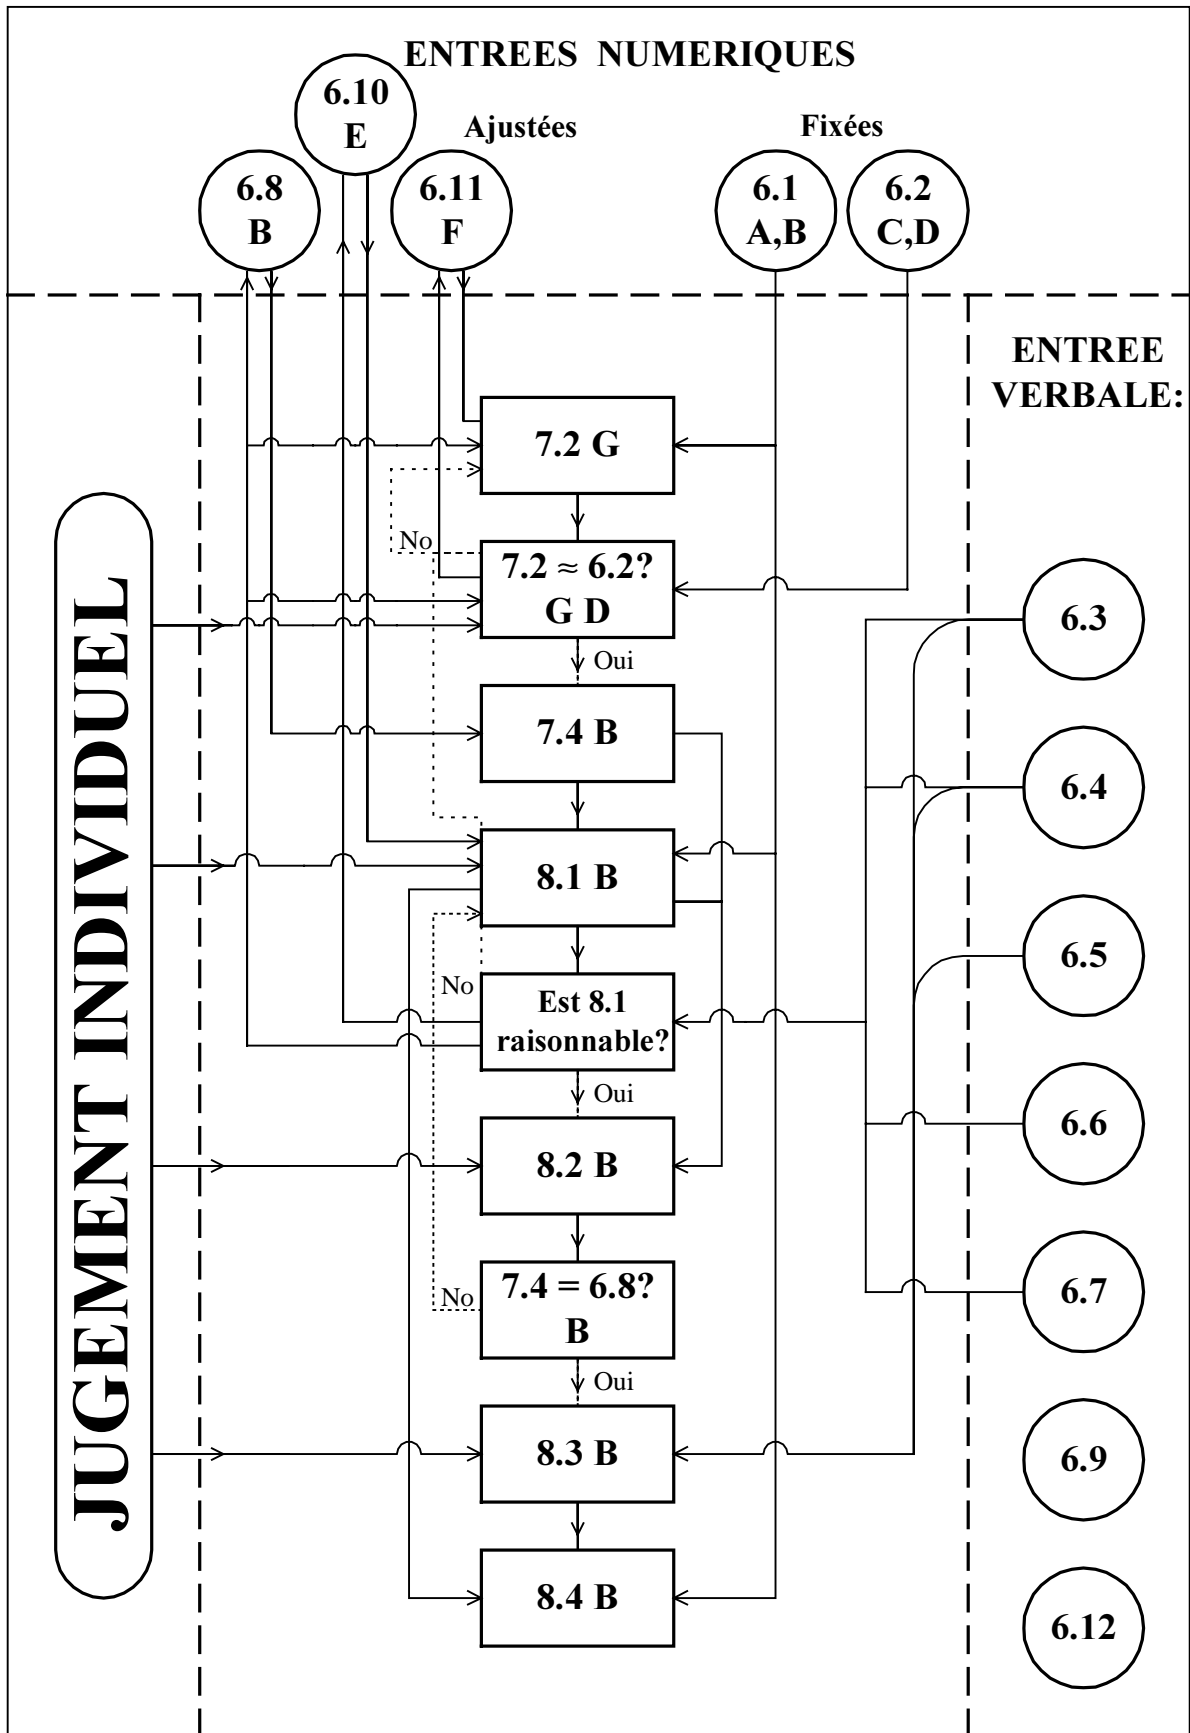 ENTREES NUMERIQUES
6.10
E
Ajustées
Fixées
6.8
B
6.11
F
6.1
A,B
6.2
C,D
ENTREE
VERBALE:
7.2 G
No
7.2 ≈ 6.2?
G D
Oui
7.4 B
8.1 B
No
Est 8.1
raisonnable?
Oui
8.2 B
7.4 = 6.8?
B
No
Oui
8.3 B
8.4 B
JUGEMENT INDIVIDUEL
6.3
6.4
6.5
6.6
6.7
6.9
6.12